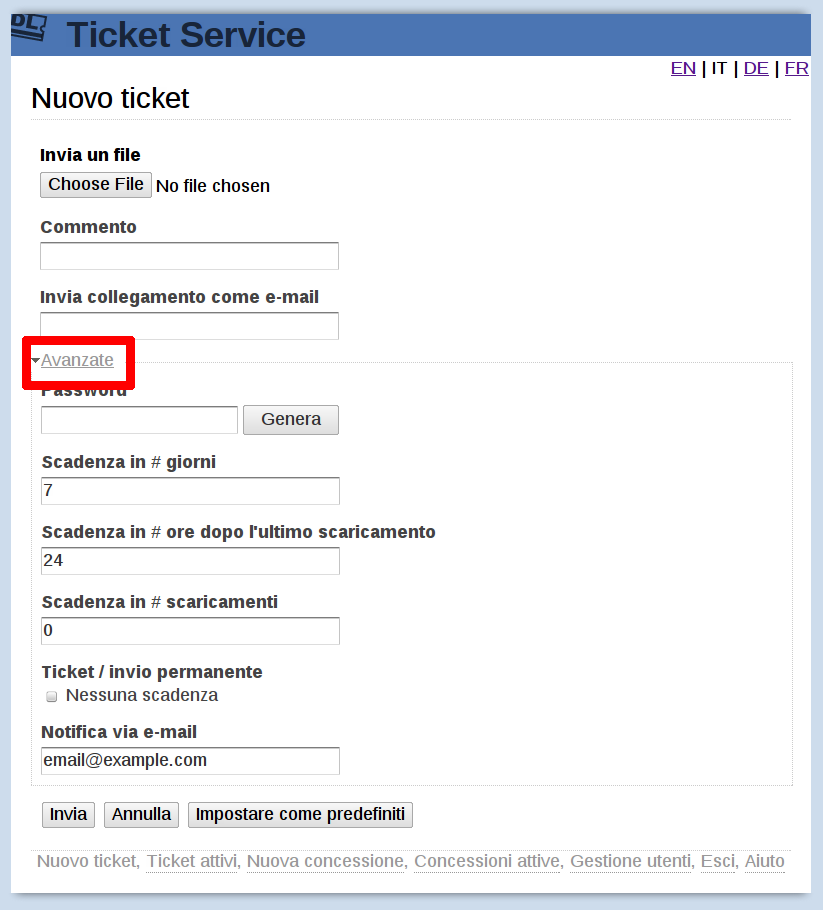 DL Ticket Service
EN | IT | DE | FR
Nuovo ticket
Invia un file
Choose File No file chosen
Commento
Invia collegamento come e-mail
Avanzate
Password
Genera
Scadenza in # giorni
7
Scadenza in # ore dopo l'ultimo scaricamento
24
Scadenza in # scaricamenti
0
Ticket / invio permanente
Nessuna scadenza
Notifica via e-mail
email@example.com
Invia Annulla Impostare come predefiniti
Nuovo ticket, Ticket attivi, Nuova concessione, Concessioni attive, Gestione utenti, Esci, Aiuto